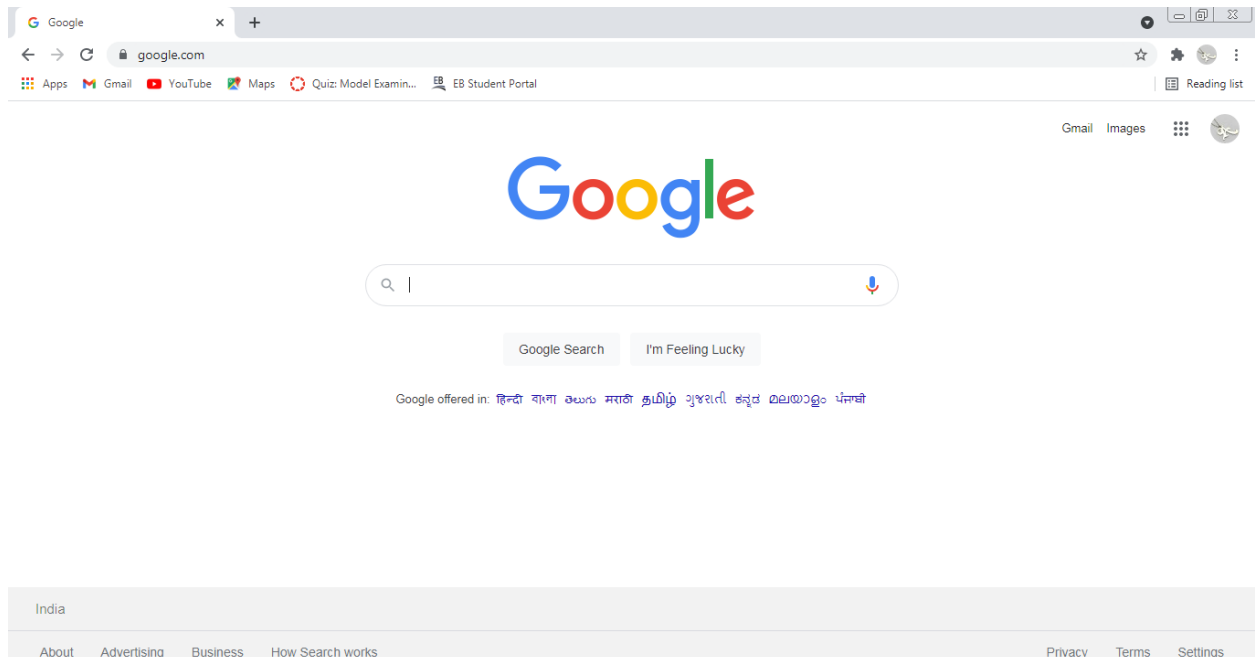 Google
google.com
Apps Gmail YouTube Maps Quiz: Model Examin... EB EB Student Portal Reading list
Gmail Images
Google
Google Search I'm Feeling Lucky
Google offered in: हिन्दी বাংলা తెలుగు मराठी தமிழ் ગુજરાતી ಕನ್ನಡ മലയാളം ਪੰਜਾਬੀ
India
About Advertising Business How Search works Privacy Terms Settings